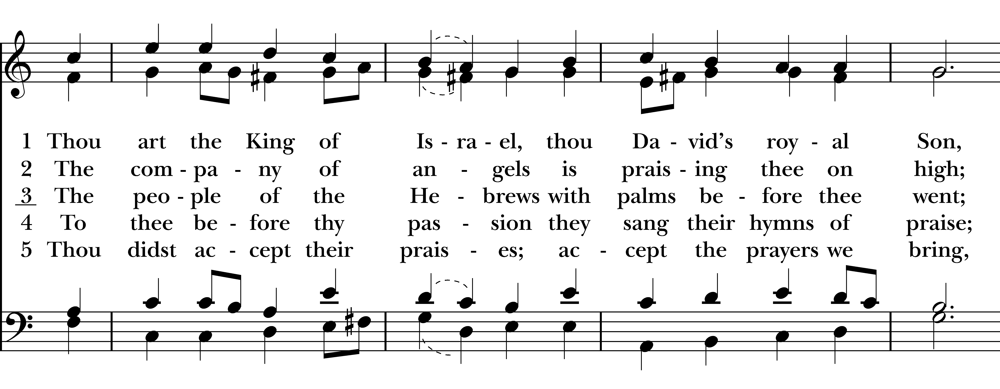 1 Thou art the King of Is - ra - el, thou Da - vid’s roy - al Son,
2 The com - pa - ny of an - gels is prais - ing thee on high;
3 The peo - ple of the He - brews with palms be - fore thee went;
4 To thee be - fore thy pas - sion they sang their hymns of praise;
5 Thou didst ac - cept their prais - es; ac - cept the prayers we bring,